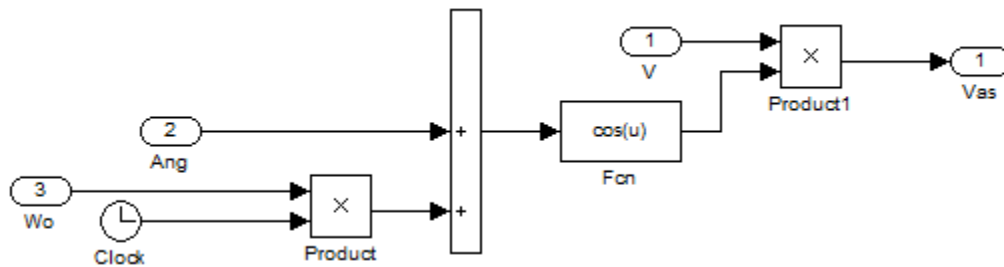 1
V
×
Product1
1
Vas
2
Ang
+
cos(u)
Fcn
3
Wo
Clock
×
Product
+